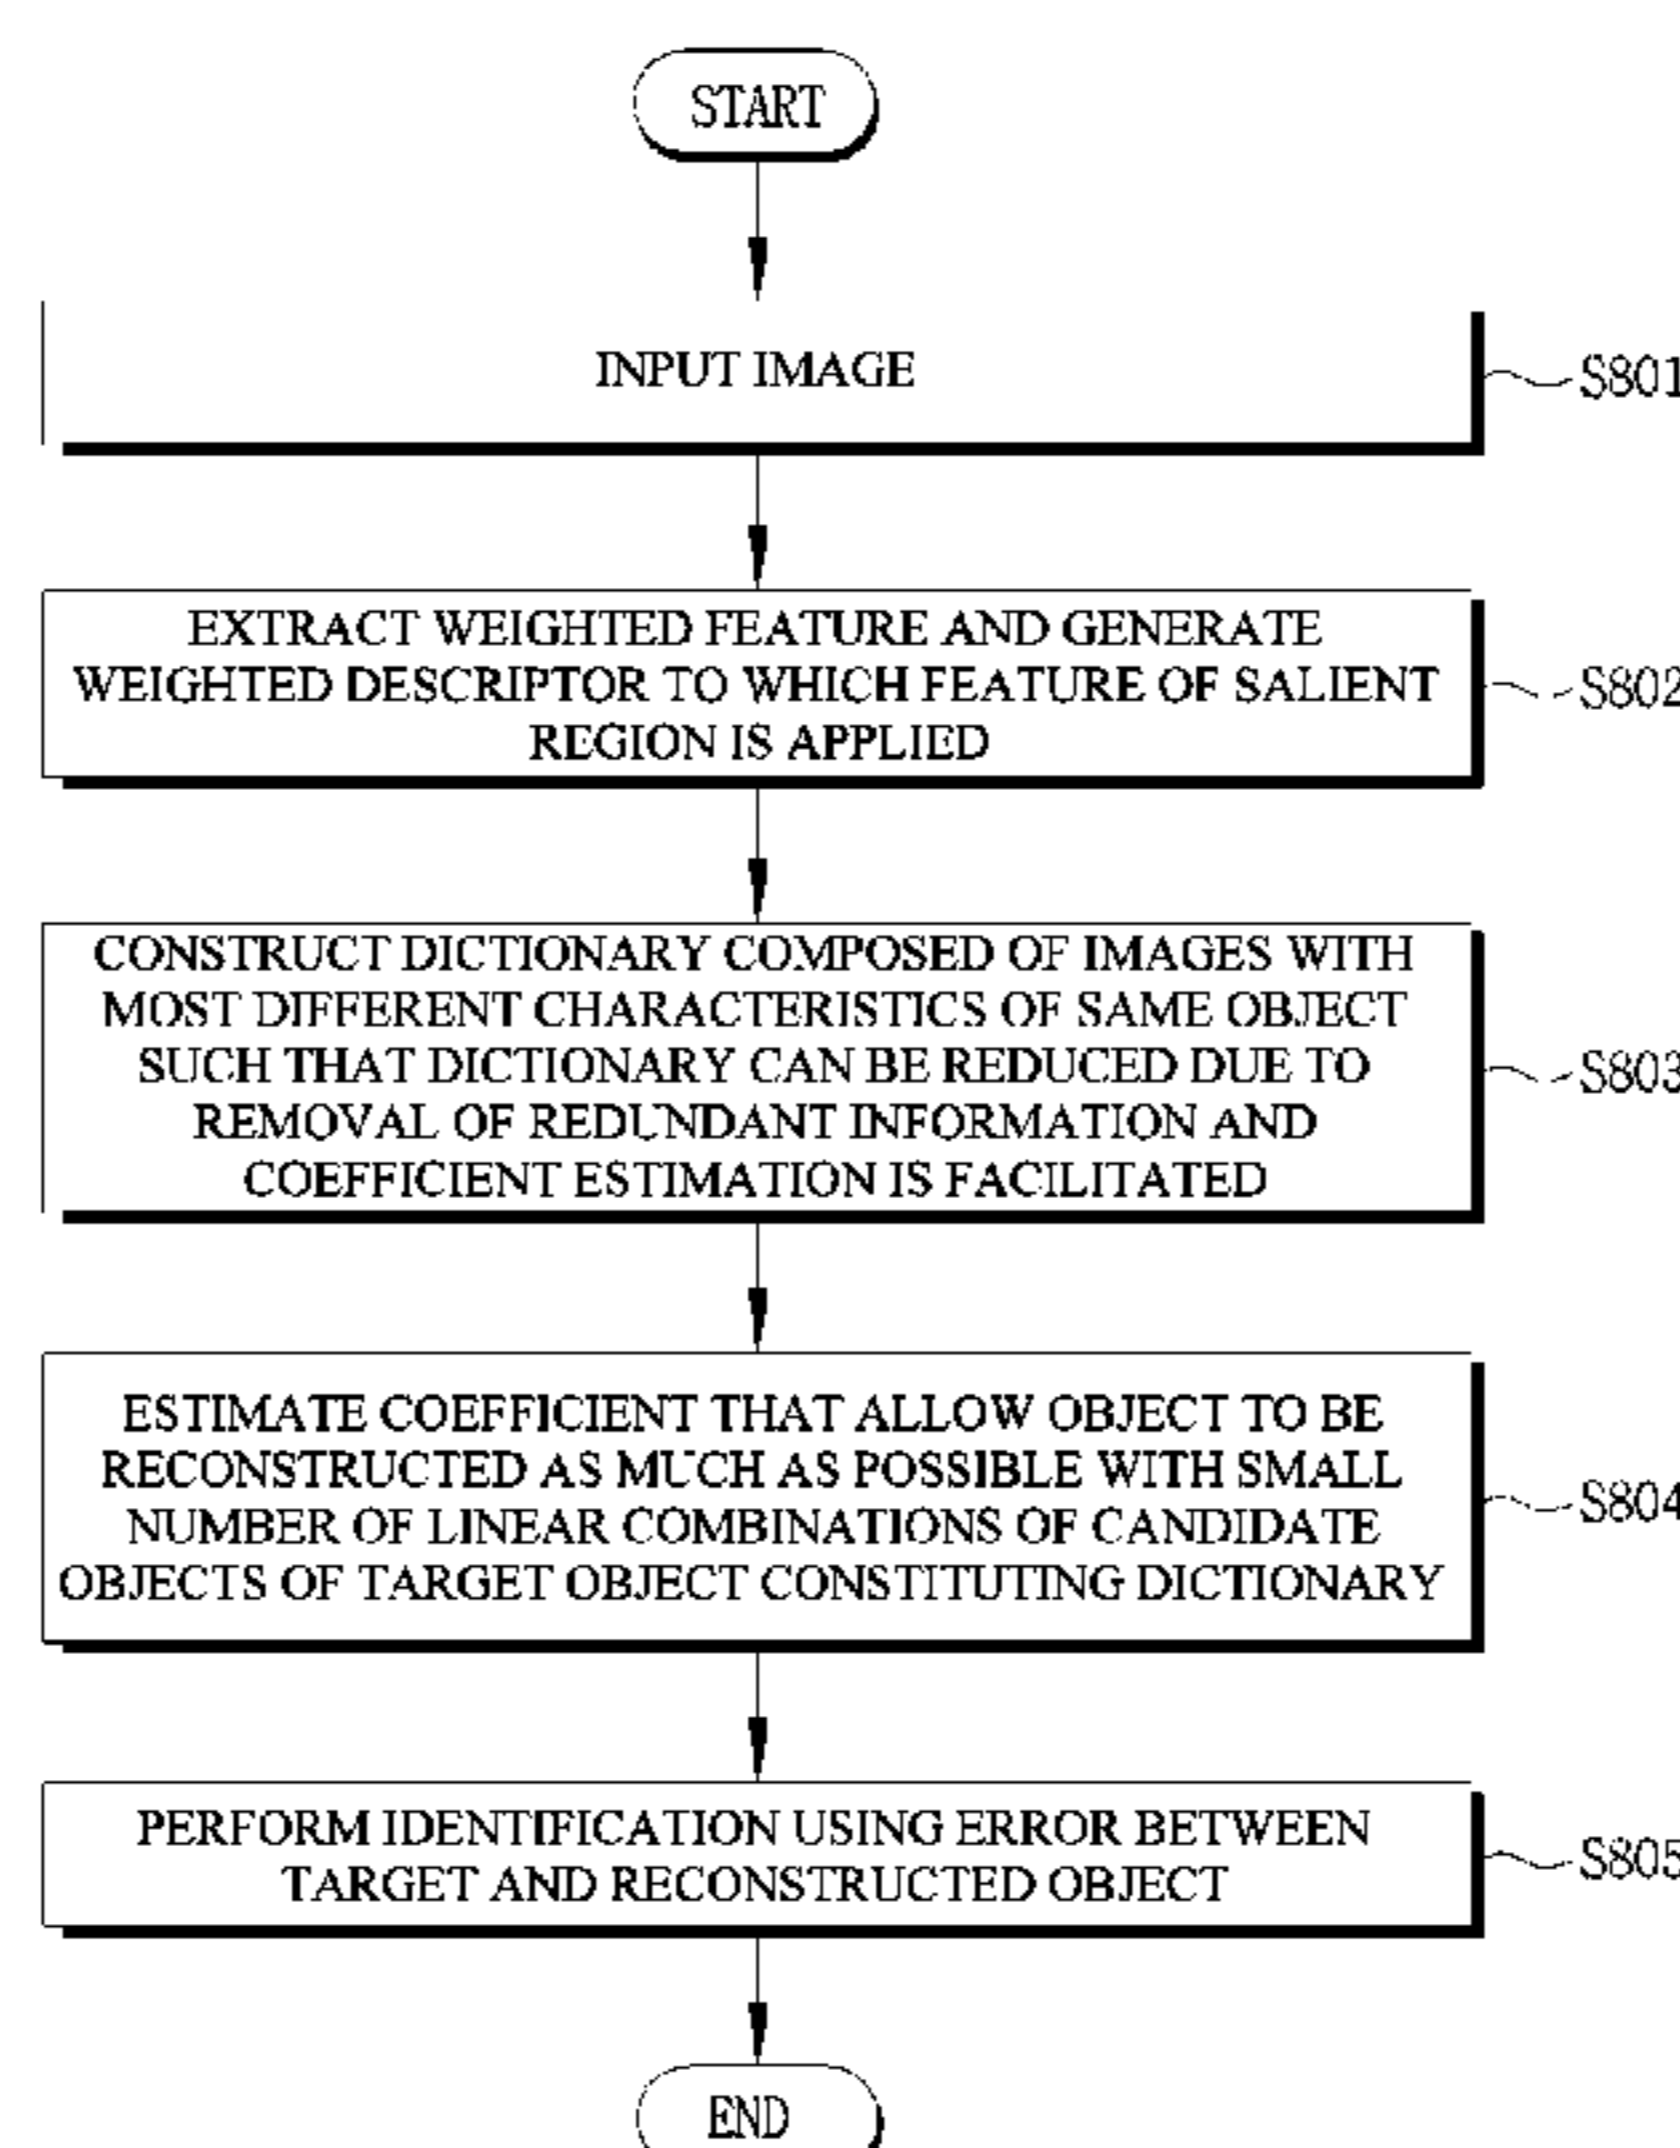 START
INPUT IMAGE
S801
EXTRACT WEIGHTED FEATURE AND GENERATE
WEIGHTED DESCRIPTOR TO WHICH FEATURE OF SALIENT
REGION IS APPLIED
S802
CONSTRUCT DICTIONARY COMPOSED OF IMAGES WITH
MOST DIFFERENT CHARACTERISTICS OF SAME OBJECT
SUCH THAT DICTIONARY CAN BE REDUCED DUE TO
REMOVAL OF REDUNDANT INFORMATION AND
COEFFICIENT ESTIMATION IS FACILITATED
S803
ESTIMATE COEFFICIENT THAT ALLOW OBJECT TO BE
RECONSTRUCTED AS MUCH AS POSSIBLE WITH SMALL
NUMBER OF LINEAR COMBINATIONS OF CANDIDATE
OBJECTS OF TARGET OBJECT CONSTITUTING DICTIONARY
S804
PERFORM IDENTIFICATION USING ERROR BETWEEN
TARGET AND RECONSTRUCTED OBJECT
S805
END